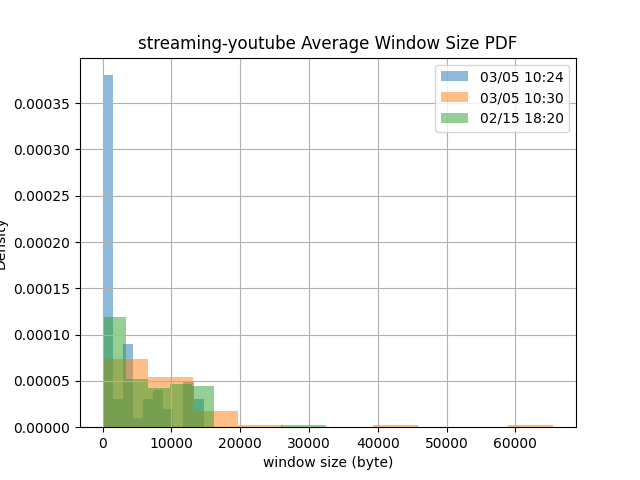 streaming-youtube Average Window Size PDF
03/05 10:24
03/05 10:30
02/15 18:20
0.00035
0.00030
0.00025
0.00020
0.00015
0.00010
0.00005
0.00000
Density
0 10000 20000 30000 40000 50000 60000
window size (byte)